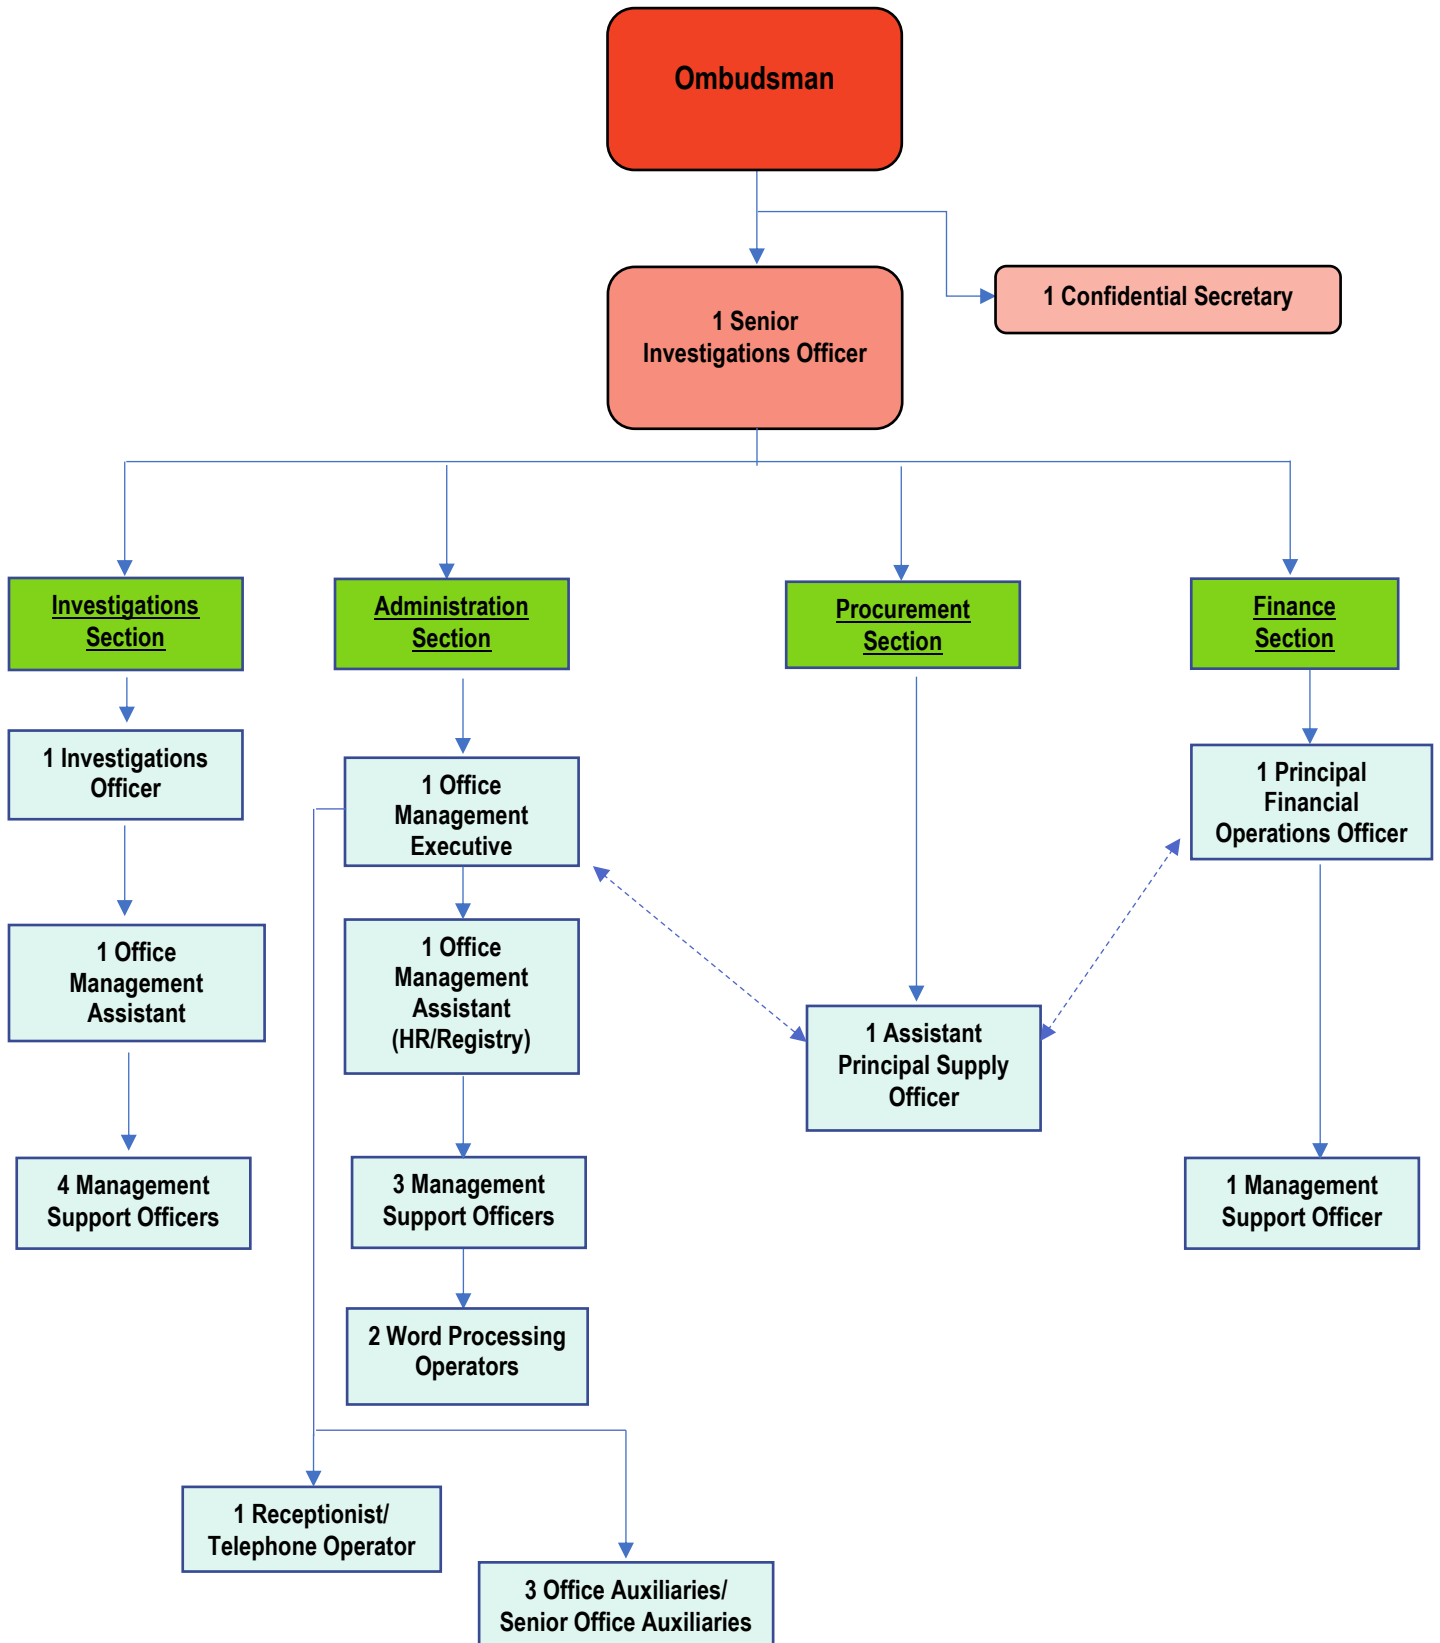 Ombudsman
1 Senior
Investigations Officer
1 Confidential Secretary
Investigations
Section
Administration
Section
Procurement
Section
Finance
Section
1 Investigations
Officer
1 Office
Management
Executive
1 Principal
Financial
Operations Officer
1 Office
Management
Assistant
1 Office
Management
Assistant
(HR/Registry)
1 Assistant
Principal Supply
Officer
4 Management
Support Officers
3 Management
Support Officers
1 Management
Support Officer
2 Word Processing
Operators
1 Receptionist/
Telephone Operator
3 Office Auxiliaries/
Senior Office Auxiliaries